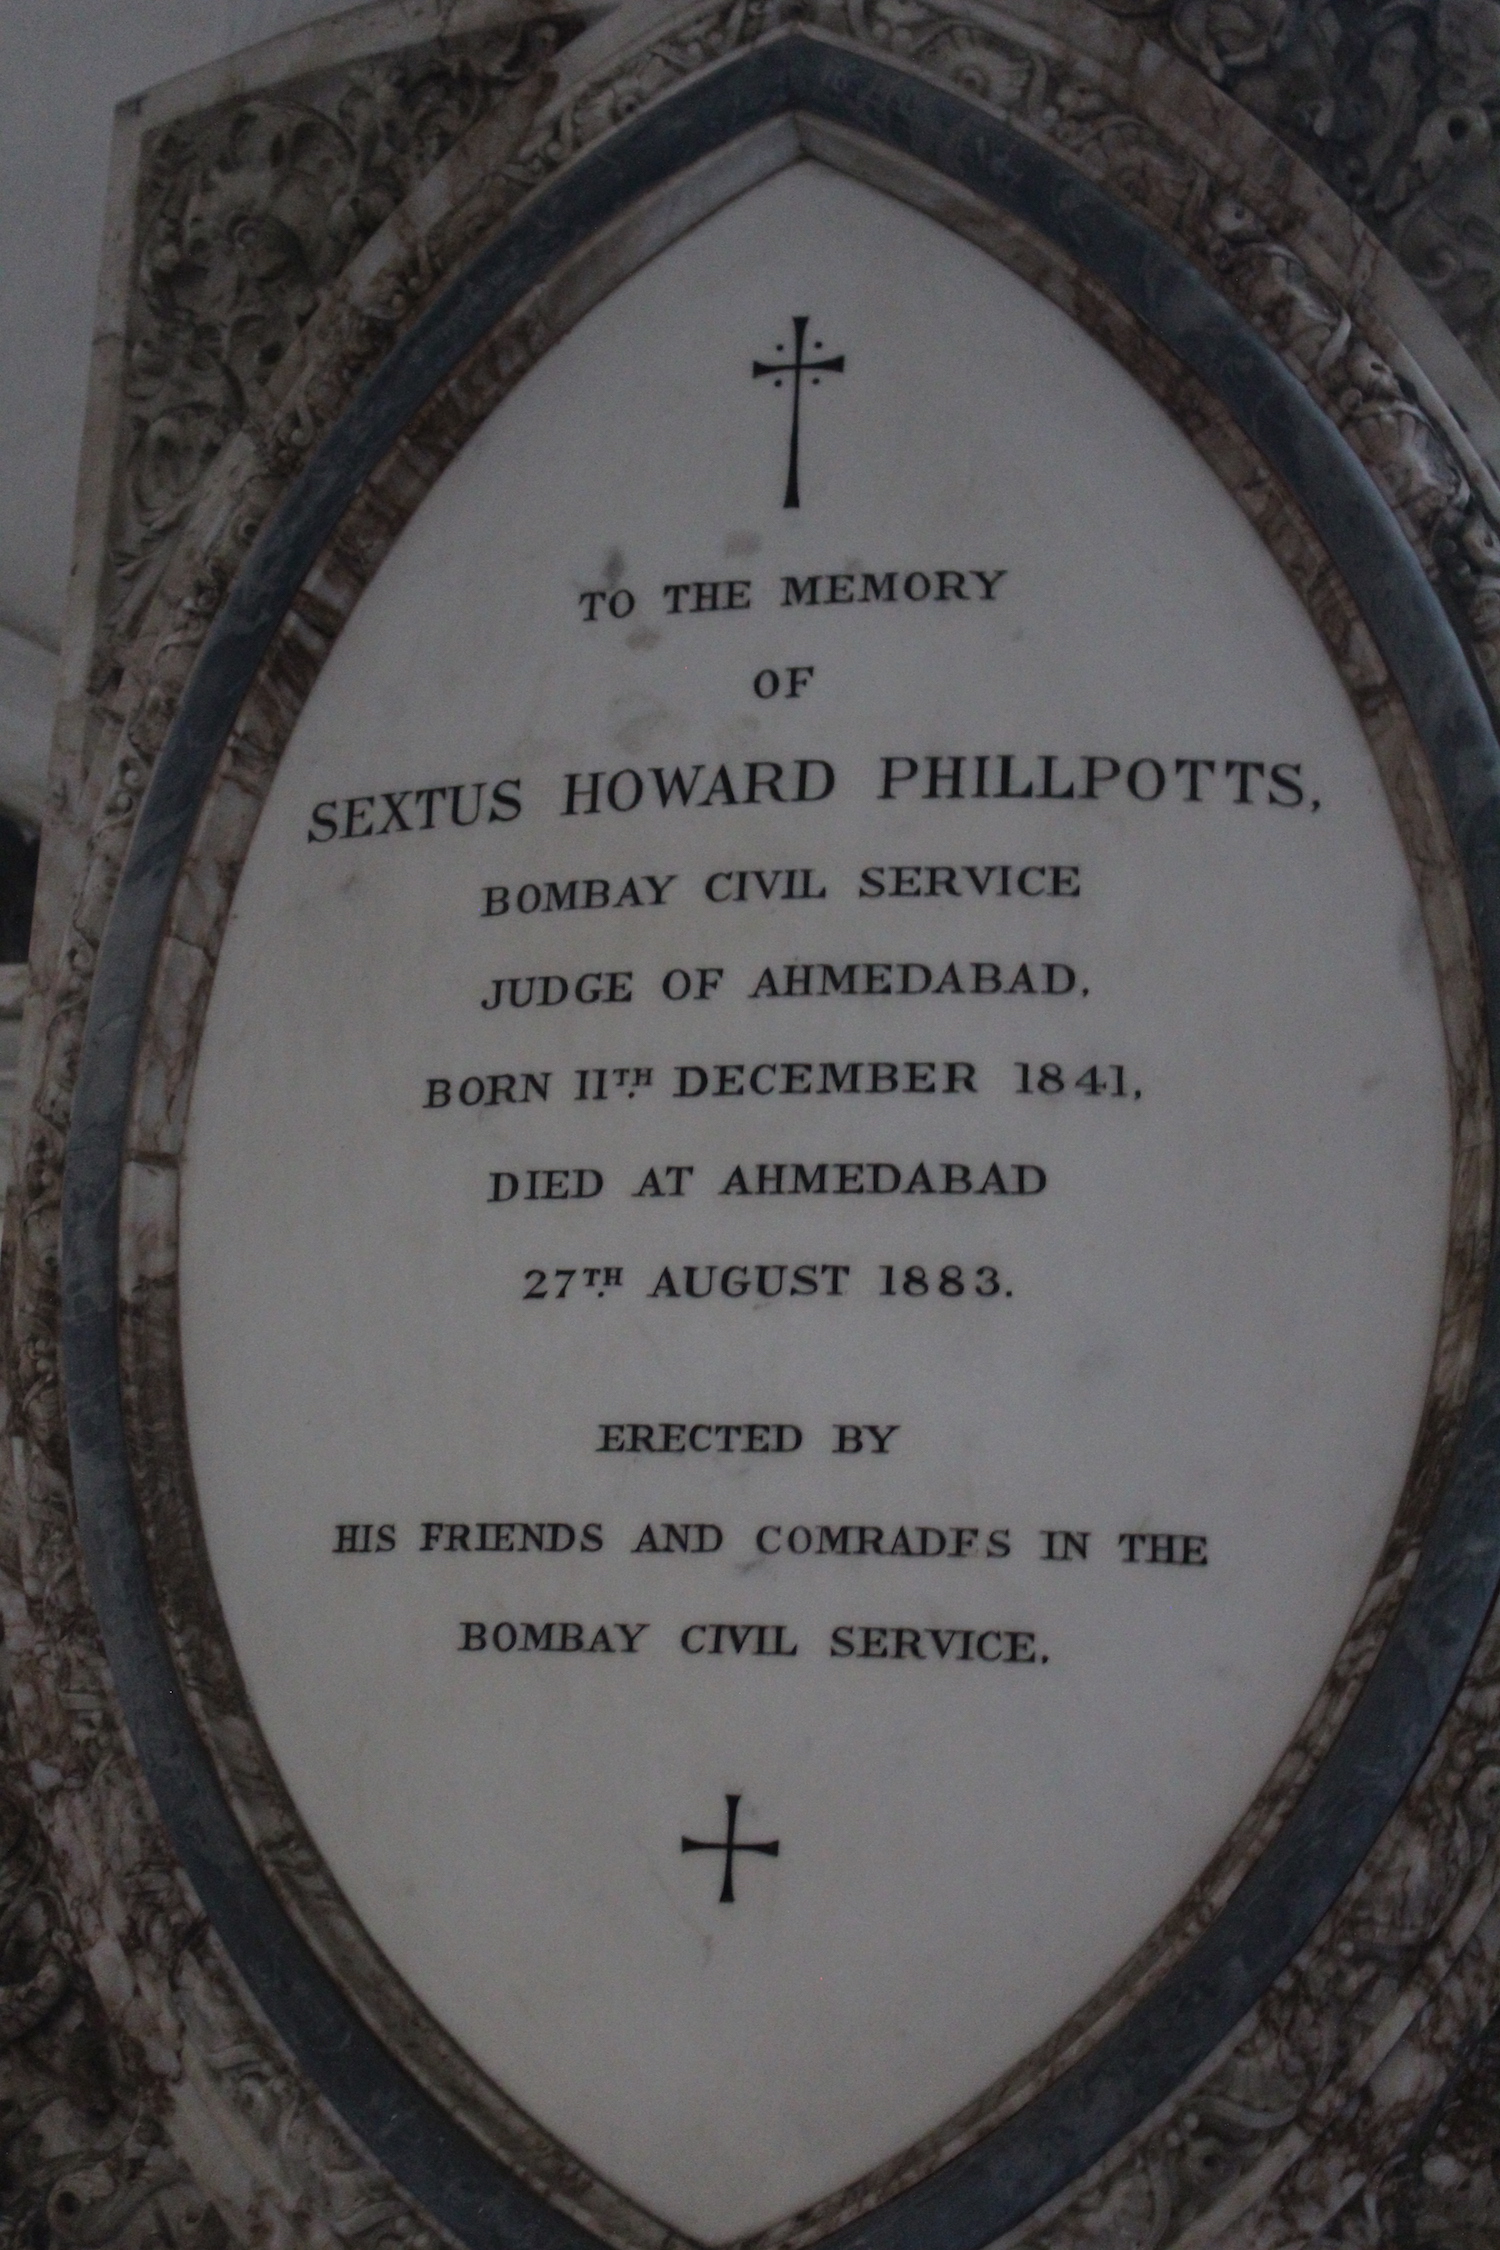 TO THE MEMORY
OF
SEXTUS HOWARD PHILLPOTTS,
BOMBAY CIVIL SERVICE
JUDGE OF AHMEDABAD,
BORN 11TH DECEMBER 1841,
DIED AT AHMEDABAD
27TH AUGUST 1883.
ERECTED BY
HIS FRIENDS AND COMRADES IN THE
BOMBAY CIVIL SERVICE.